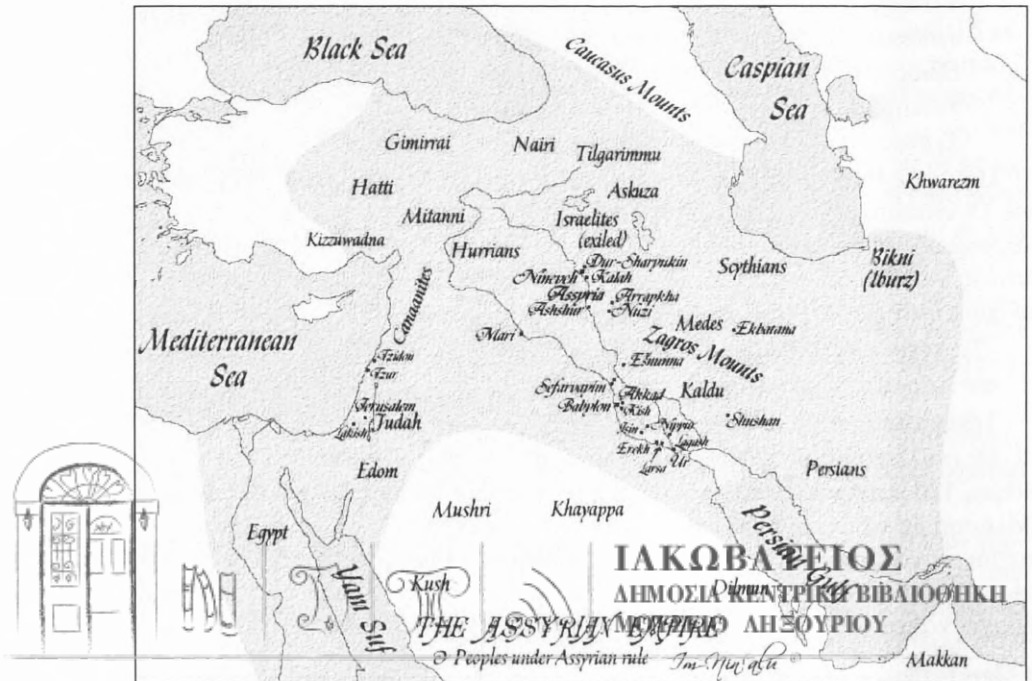 Black Sea
Caucasus Mounts
Caspian
Sea
Gimirrai
Nairi
Tilgarimmu
Khwarezm
Hatti
Askuza
Mitanni
Israelites
(exiled)
Kizzuwadna
Hurrians
Bikni
(Iburz)
Scythians
Dur-Sharpukin
Nineveh
Kalah
Assyria
Ashshur
Arrapkha
Nuzi
Canaanites
Medes
Ekbatana
Mediterranean
Sea
Mari
Zagros Mounts
Ešnunna
Tzidon
Tzur
Sefarvayim
Akkad
Kaldu
Babylon
Kish
Shushan
Jerusalem
Judah
Lakish
Isin
Nippur
Lagash
Erekh
Larsa
Ur
Edom
Persians
Mushri
Khayappa
Egypt
Persian Gulf
Yam Suf
Kush
Dilmun
ΔΗΜΟΣΙΑ ΚΕΝΤΡΙΚΗ ΒΙΒΛΙΟΘΗΚΗ
ΛΗΞΟΥΡΙΟΥ
THE ASSYRIAN EMPIRE
Peoples under Assyrian rule
Makkan